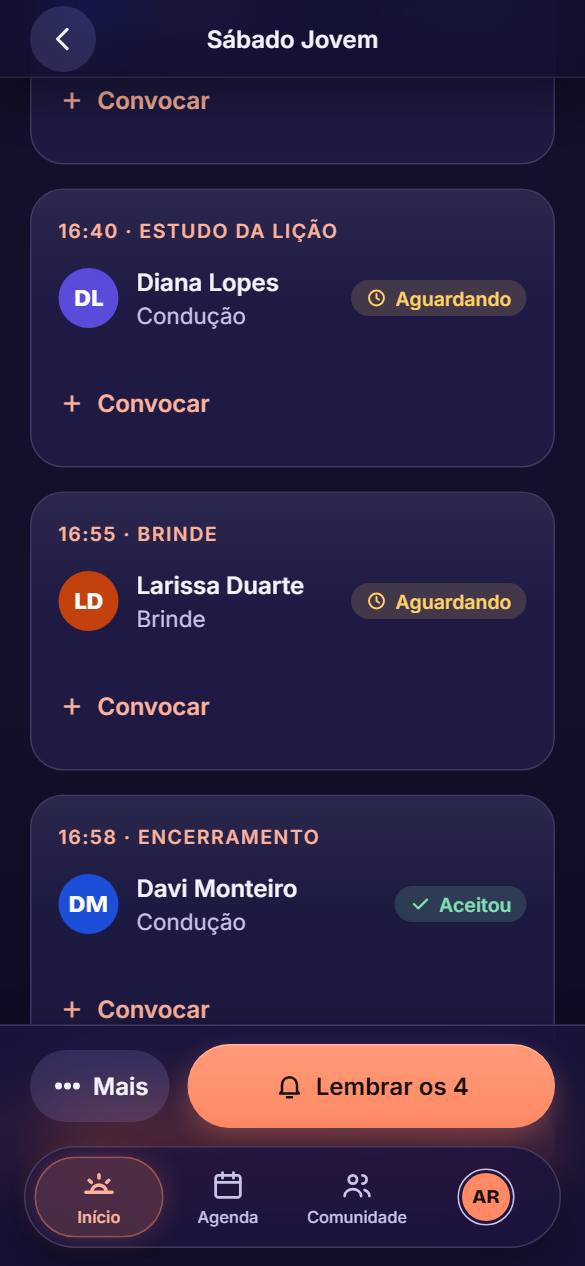 Sábado Jovem
+ Convocar
16:40 · ESTUDO DA LIÇÃO
DL
Diana Lopes
Condução
Aguardando
+ Convocar
16:55 · BRINDE
LD
Larissa Duarte
Brinde
Aguardando
+ Convocar
16:58 · ENCERRAMENTO
DM
Davi Monteiro
Condução
Aceitou
+ Convocar
Mais
Lembrar os 4
Início
Agenda
Comunidade
AR